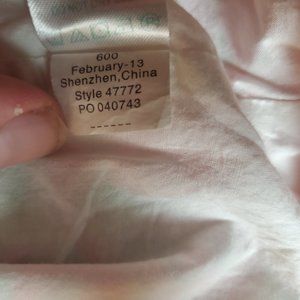 600
February-13
Shenzhen,China
Style 47772
PO 040743
------